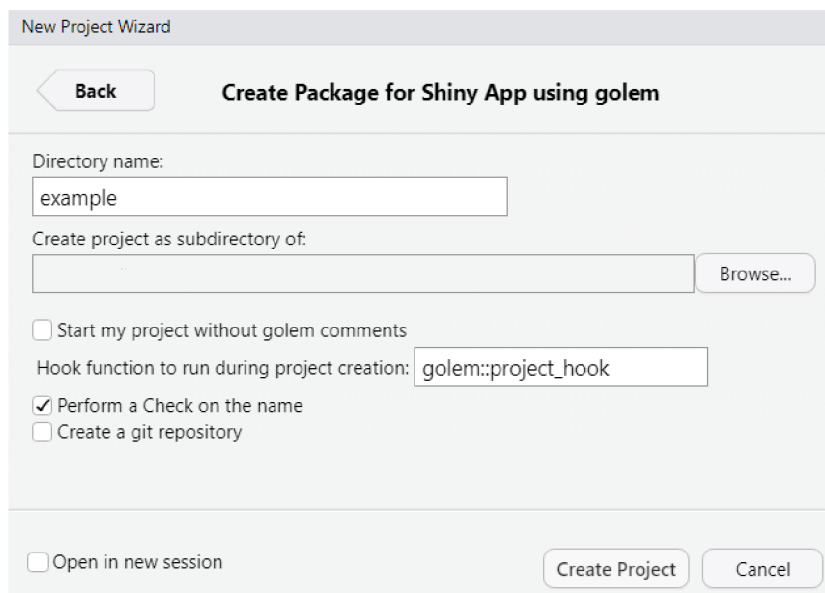 New Project Wizard
Back
Create Package for Shiny App using golem
Directory name:
example
Create project as subdirectory of:
Browse...
Start my project without golem comments
Hook function to run during project creation: golem::project_hook
Perform a Check on the name
Create a git repository
Open in new session
Create Project
Cancel